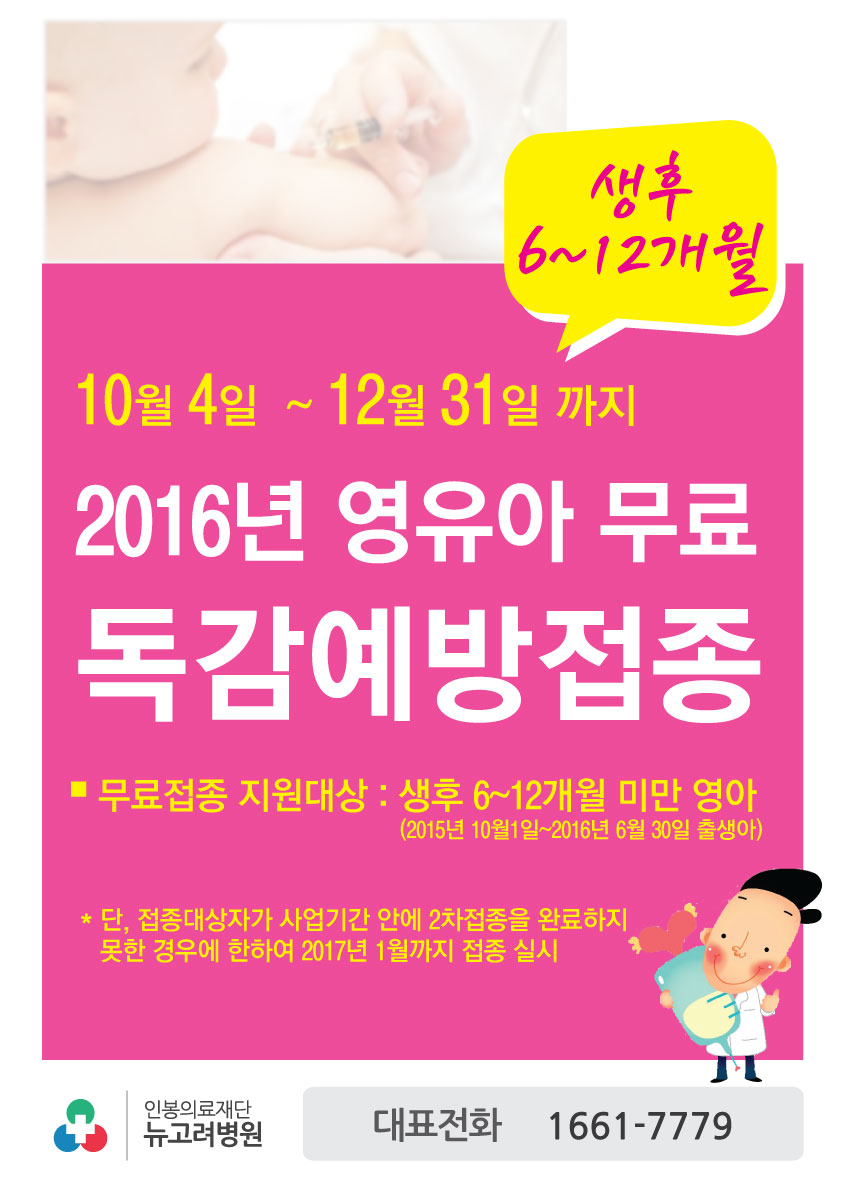 생후
6~12개월
10월 4일 ~ 12월 31일 까지
2016년 영유아 무료
독감예방접종
■ 무료접종 지원대상 : 생후 6~12개월 미만 영아
(2015년 10월1일~2016년 6월 30일 출생아)
* 단, 접종대상자가 사업기간 안에 2차접종을 완료하지
못한 경우에 한하여 2017년 1월까지 접종 실시
인봉의료재단
뉴고려병원
대표전화 1661-7779